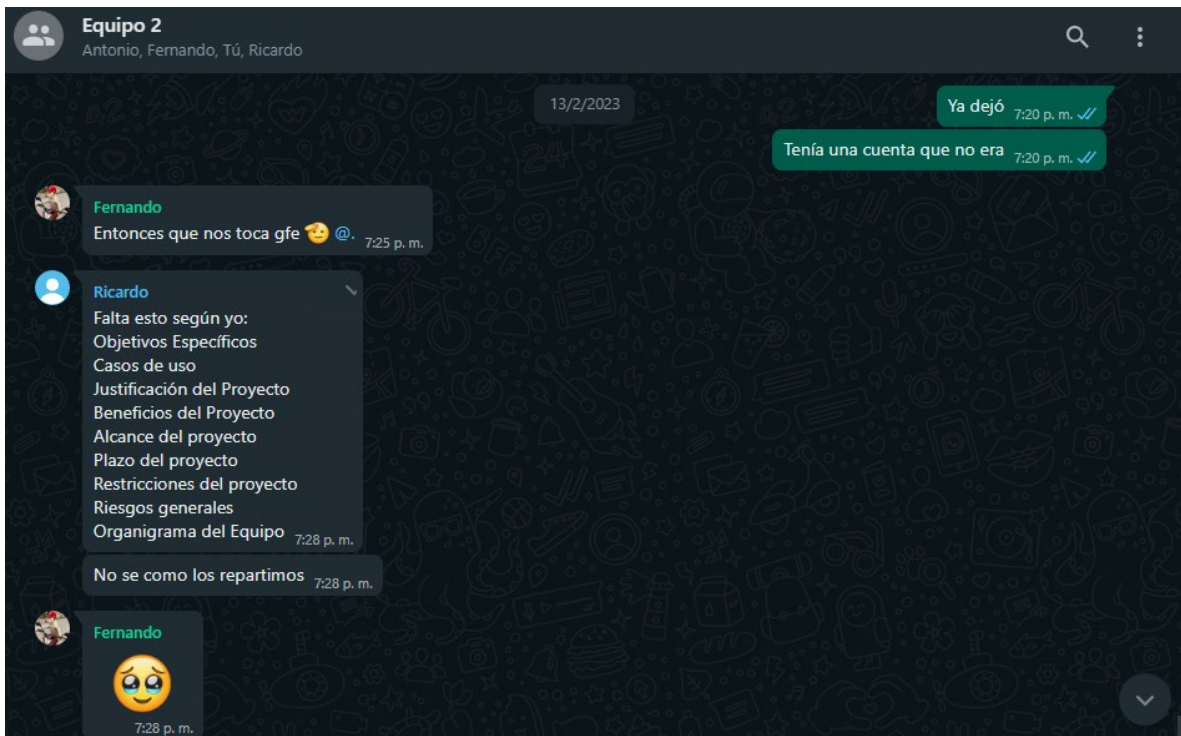 Equipo 2
Antonio, Fernando, Tú, Ricardo
13/2/2023
Ya dejó 7:20 p. m.
Tenía una cuenta que no era 7:20 p. m.
Fernando
Entonces que nos toca gfe 🫡 @. 7:25 p. m.
Ricardo
Falta esto según yo:
Objetivos Específicos
Casos de uso
Justificación del Proyecto
Beneficios del Proyecto
Alcance del proyecto
Plazo del proyecto
Restricciones del proyecto
Riesgos generales
Organigrama del Equipo 7:28 p. m.
No se como los repartimos 7:28 p. m.
Fernando
🥹
7:28 p. m.